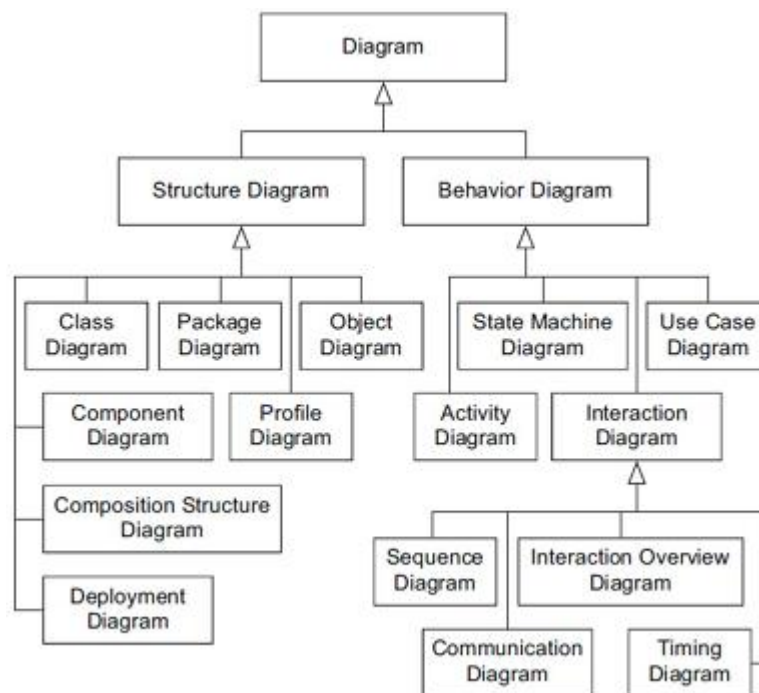 Diagram
Structure Diagram
Behavior Diagram
Class
Diagram
Package
Diagram
Object
Diagram
State Machine
Diagram
Use Case
Diagram
Component
Diagram
Profile
Diagram
Activity
Diagram
Interaction
Diagram
Composition Structure
Diagram
Sequence
Diagram
Interaction Overview
Diagram
Deployment
Diagram
Communication
Diagram
Timing
Diagram